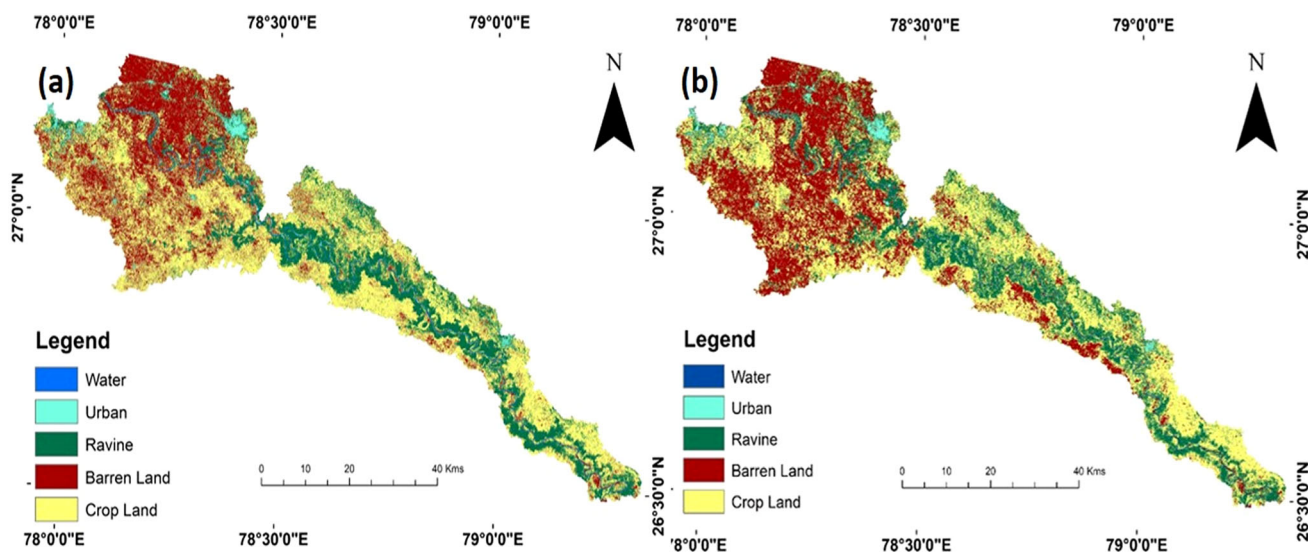 78°0'0"E 78°30'0"E 79°0'0"E
(a)
N
27°0'0"N
Legend
Water
Urban
Ravine
Barren Land
Crop Land
0 10 20 40 Kms
26°30'0"N
78°0'0"E 78°30'0"E 79°0'0"E
78°0'0"E 78°30'0"E 79°0'0"E
(b)
N
27°0'0"N
27°0'0"N
Legend
Water
Urban
Ravine
Barren Land
Crop Land
0 10 20 40 Kms
26°30'0"N
78°0'0"E 78°30'0"E 79°0'0"E